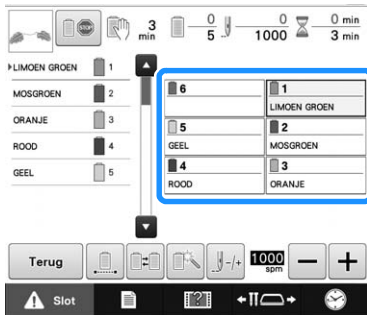 3 min
0 5
0 1000
0 min 3 min
LIMOEN GROEN 1
MOSGROEN 2
ORANJE 3
ROOD 4
GEEL 5
6
1 LIMOEN GROEN
5 GEEL
2 MOSGROEN
4 ROOD
3 ORANJE
Terug
-/+
1000 spm
Slot